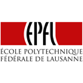 EPFL
ÉCOLE POLYTECHNIQUE
FÉDÉRALE DE LAUSANNE